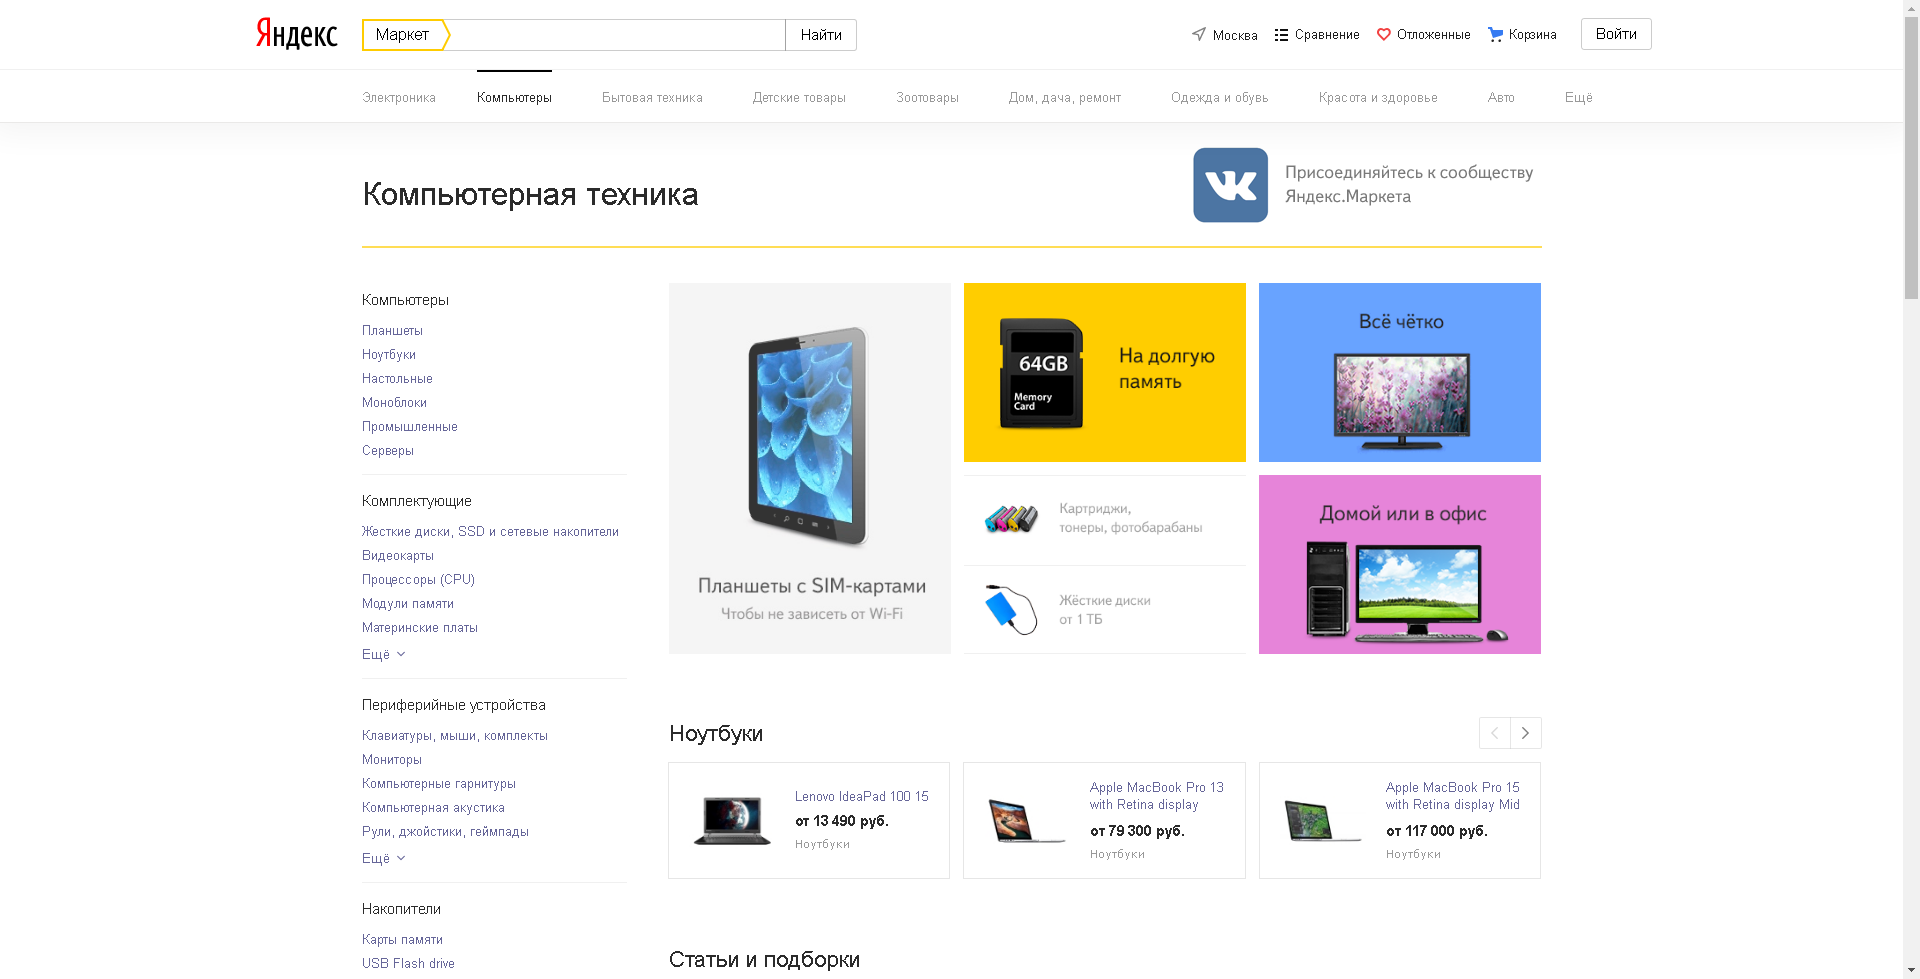 Яндекс
Маркет
Найти
Москва
Сравнение
Отложенные
Корзина
Войти
Электроника
Компьютеры
Бытовая техника
Детские товары
Зоотовары
Дом, дача, ремонт
Одежда и обувь
Красота и здоровье
Авто
Ещё
Компьютерная техника
Присоединяйтесь к сообществу
Яндекс.Маркета
Компьютеры
Планшеты
Ноутбуки
Настольные
Моноблоки
Промышленные
Серверы
Комплектующие
Жесткие диски, SSD и сетевые накопители
Видеокарты
Процессоры (CPU)
Модули памяти
Материнские платы
Ещё
Периферийные устройства
Клавиатуры, мыши, комплекты
Мониторы
Компьютерные гарнитуры
Компьютерная акустика
Рули, джойстики, геймпады
Ещё
Накопители
Карты памяти
USB Flash drive
Планшеты с SIM-картами
Чтобы не зависеть от Wi-Fi
64GB
Memory
Card
На долгую
память
Всё чётко
Картриджи,
тонеры, фотобарабаны
Жёсткие диски
от 1 ТБ
Домой или в офис
Ноутбуки
Lenovo IdeaPad 100 15
от 13 490 руб.
Ноутбуки
Apple MacBook Pro 13
with Retina display
от 79 300 руб.
Ноутбуки
Apple MacBook Pro 15
with Retina display Mid
от 117 000 руб.
Ноутбуки
Статьи и подборки